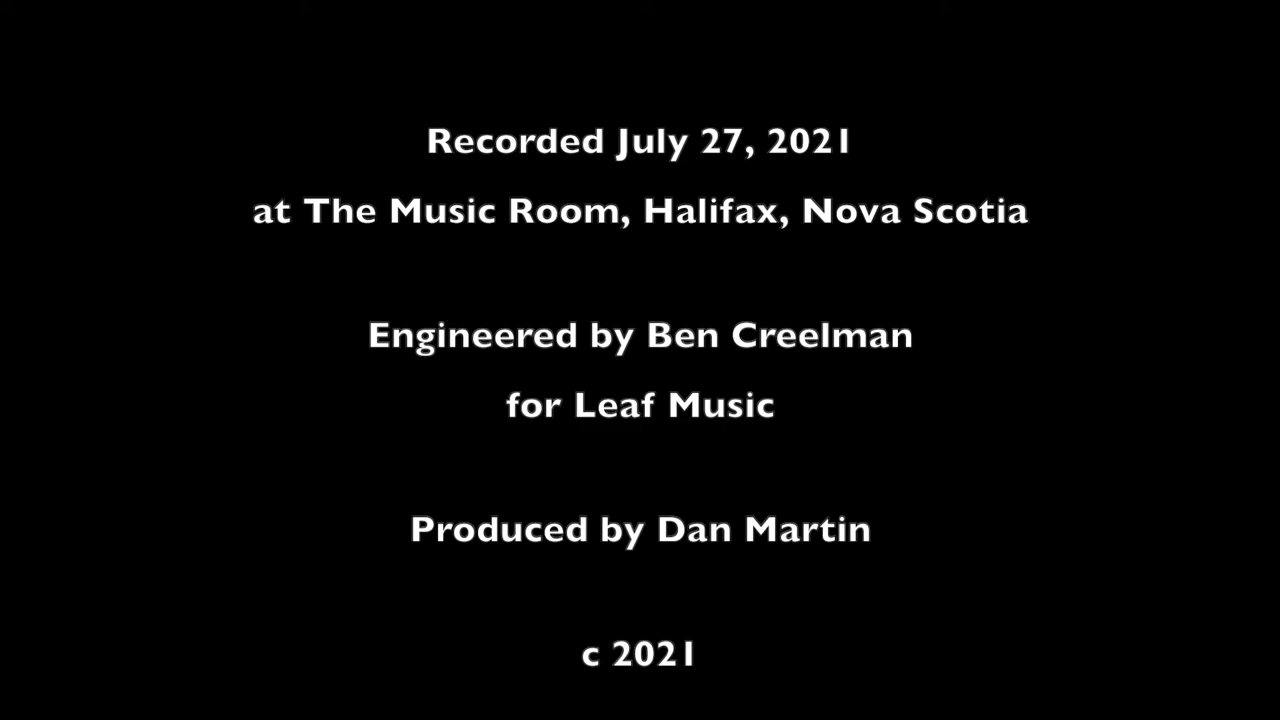 Recorded July 27, 2021
at The Music Room, Halifax, Nova Scotia
Engineered by Ben Creelman
for Leaf Music
Produced by Dan Martin
c 2021